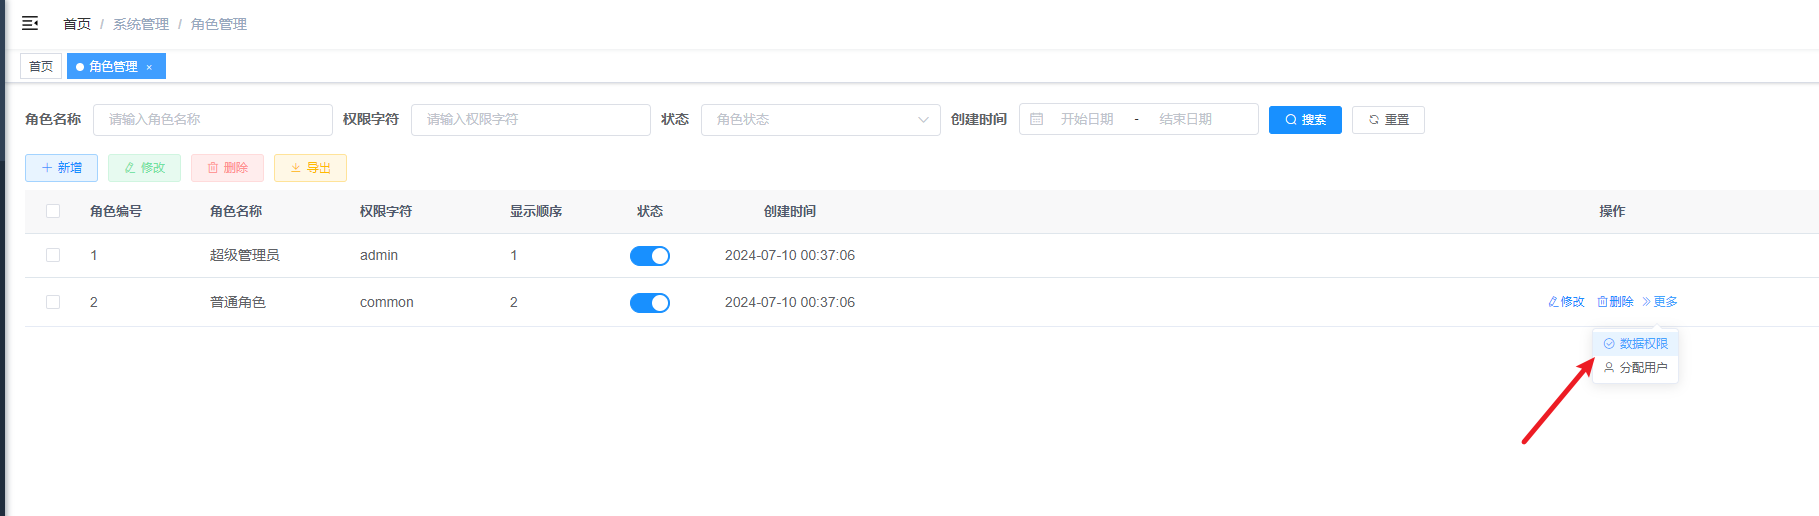 首页 / 系统管理 / 角色管理
首页 角色管理 ×
角色名称 请输入角色名称 权限字符 请输入权限字符 状态 角色状态 创建时间 开始日期 - 结束日期 搜索 重置
新增 修改 删除 导出
角色编号 角色名称 权限字符 显示顺序 状态 创建时间 操作
1 超级管理员 admin 1 2024-07-10 00:37:06
2 普通角色 common 2 2024-07-10 00:37:06 修改 删除 更多
数据权限
分配用户